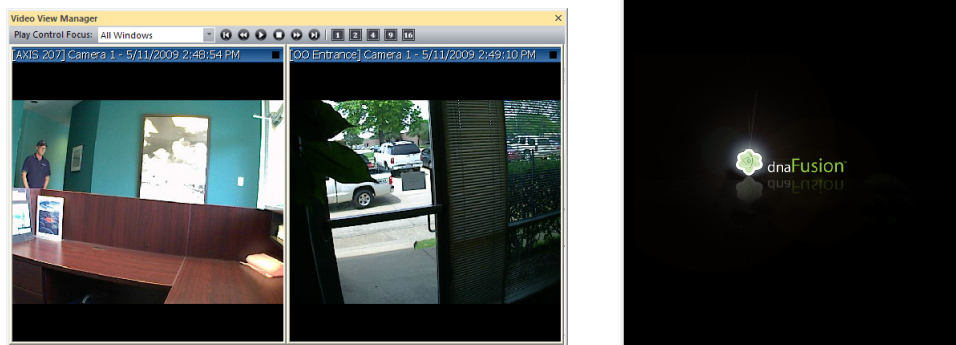 Video View Manager
Play Control Focus: All Windows
1 2 4 9 16
[AXIS 207] Camera 1 - 5/11/2009 2:48:54 PM
[OO Entrance] Camera 1 - 5/11/2009 2:49:10 PM
dnaFusion™